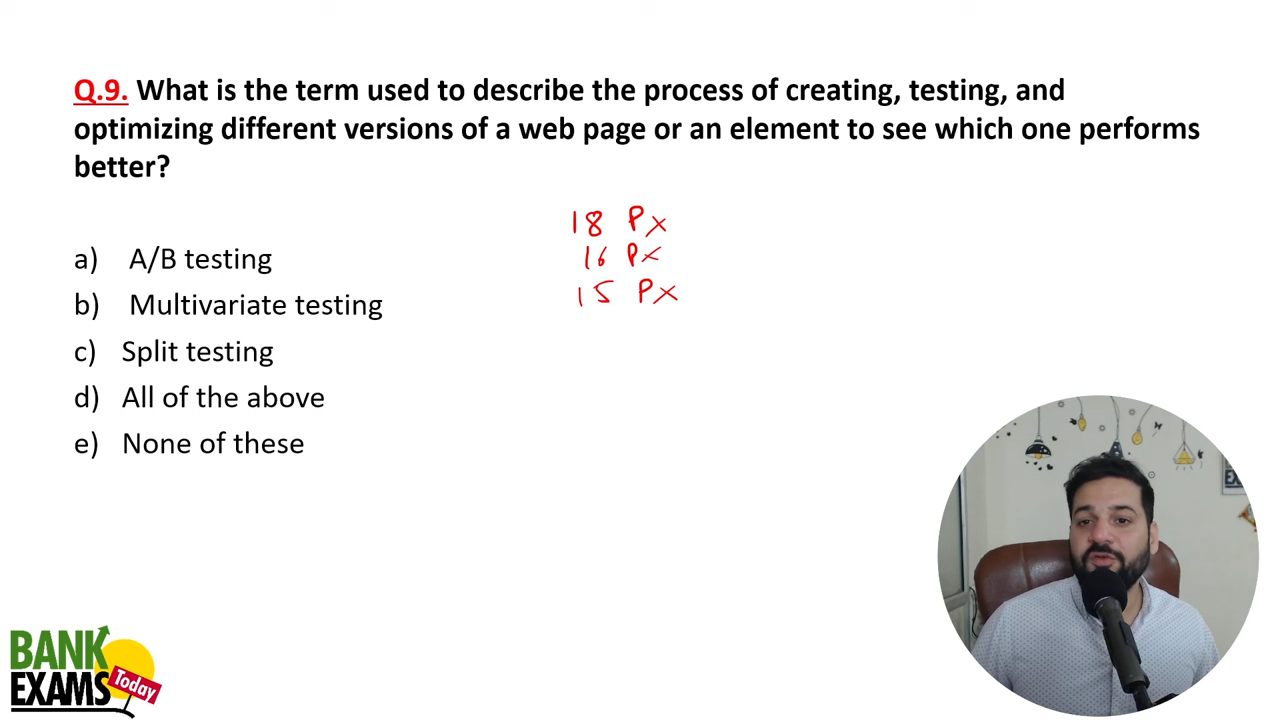 Q.9. What is the term used to describe the process of creating, testing, and
optimizing different versions of a web page or an element to see which one performs
better?
18 Px
16 Px
15 Px
a) A/B testing
b) Multivariate testing
c) Split testing
d) All of the above
e) None of these
BANK
EXAMS
Today